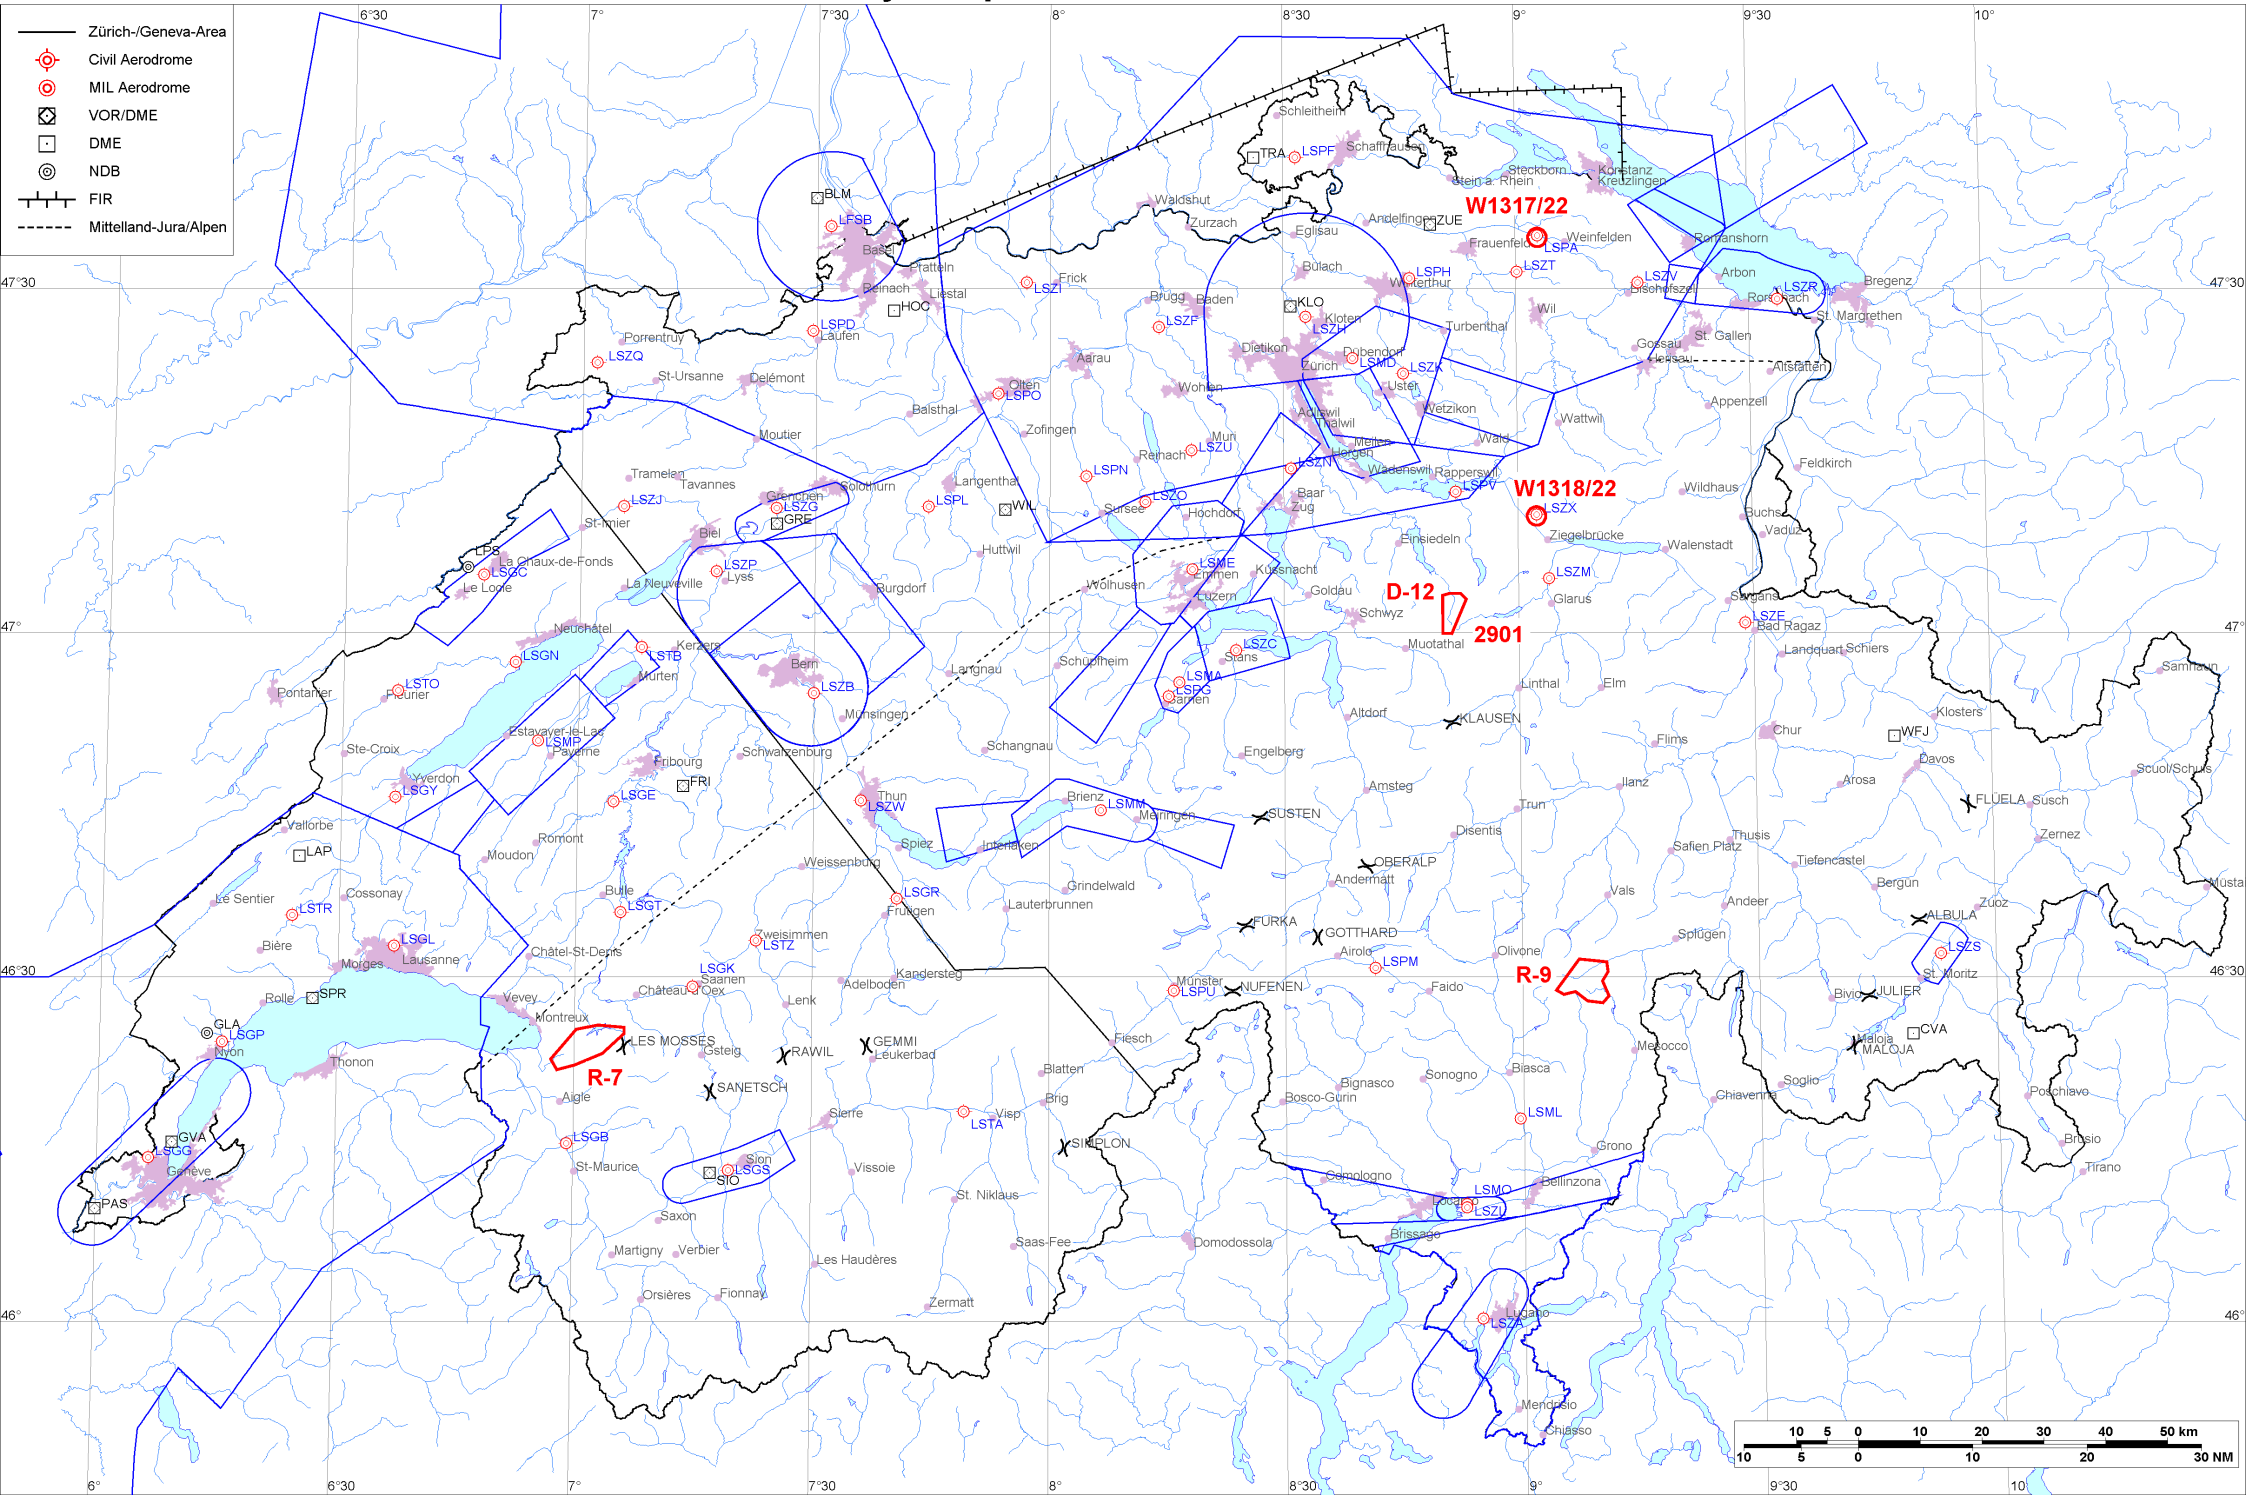 6°30
7°
7°30
8°
8°30
9°
9°30
10°
Zürich-/Geneva-Area
Civil Aerodrome
MIL Aerodrome
VOR/DME
DME
NDB
FIR
Mittelland-Jura/Alpen
Schleitheim
TRA
LSPF
Schaffhausen
Steckborn
Stein a. Rhein
Konstanz
Kreuzlingen
BLM
LFSB
Basel
Waldshut
Zurzach
Eglisau
Andelfingen
ZUE
W1317/22
LSPA
Weinfelden
Frauenfeld
Romanshorn
Pratteln
Reinach
Liestal
HOC
Frick
LSZI
Bülach
LSPH
Winterthur
LSZT
LSZV
Bischofszell
Arbon
LSZR
Rorschach
Bregenz
St. Margrethen
47°30
47°30
Brugg
Baden
LSZF
KLO
Kloten
LSZH
Wil
Turbenthal
St. Gallen
Gossau
Herisau
Altstätten
LSPD
Laufen
Porrentruy
LSZQ
St-Ursanne
Delémont
Aarau
Dietikon
Dübendorf
LSMD
Zürich
LSZK
Uster
Wetzikon
Wohlen
Olten
LSPO
Balsthal
Zofingen
Adliswil
Thalwil
Wattwil
Appenzell
Moutier
Muri
LSZU
Reinach
Meilen
Horgen
Wald
Wädenswil
Rapperswil
LSPV
LSZN
Feldkirch
Tramelan
Tavannes
LSZJ
Grenchen
Solothurn
LSZG
GRE
Langenthal
LSPL
WIL
LSPN
LSZO
Sursee
Hochdorf
Baar
Zug
W1318/22
LSZX
Ziegelbrücke
Wildhaus
Buchs
Vaduz
Walenstadt
St-Imier
Biel
LPS
La Chaux-de-Fonds
LSGC
Le Locle
La Neuveville
LSZP
Lyss
Huttwil
Burgdorf
Wolhusen
LSME
Emmen
Luzern
Küssnacht
Einsiedeln
Goldau
Schwyz
D-12
2901
LSZM
Glarus
Sargans
LSZE
Bad Ragaz
47°
47°
Neuchâtel
LSGN
LSTB
Kerzers
Murten
Bern
LSZB
Münsingen
Langnau
Schüpfheim
LSZC
Stans
LSMA
LSPG
Sarnen
Muotathal
Landquart
Schiers
Samnaun
Pontarlier
LSTO
Fleurier
Estavayer-le-Lac
LSMP
Payerne
Ste-Croix
Schwarzenburg
Schangnau
Altdorf
Engelberg
KLAUSEN
Linthal
Elm
Flims
Chur
Klosters
WFJ
Davos
Arosa
Scuol/Schuls
Yverdon
LSGY
Fribourg
FRI
LSGE
Thun
LSZW
Brienz
LSMM
Meiringen
SUSTEN
Amsteg
Trun
Ilanz
FLÜELA
Susch
Zernez
Vallorbe
LAP
Romont
Moudon
Spiez
Interlaken
Weissenburg
Disentis
Safien Platz
Thusis
Tiefencastel
OBERALP
Andermatt
Grindelwald
Vals
Bergün
Müstair
Le Sentier
Cossonay
LSTR
Bulle
LSGT
LSGR
Frutigen
Lauterbrunnen
FURKA
GOTTHARD
Andeer
Zuoz
ALBULA
Bière
LSGL
Lausanne
Morges
Châtel-St-Denis
Zweisimmen
LSTZ
LSGK
Saanen
Château-d'Oex
Kandersteg
Adelboden
Airolo
LSPM
Olivone
Splügen
LSZS
St. Moritz
46°30
46°30
Rolle
SPR
Vevey
Montreux
Lenk
Münster
LSPU
NUFENEN
Faido
R-9
Bivio
JULIER
GLA
LSGP
Nyon
Thonon
R-7
LES MOSSES
Gsteig
RAWIL
GEMMI
Leukerbad
Fiesch
Mesocco
CVA
Maloja
MALOJA
SANETSCH
Aigle
Blatten
Brig
Bignasco
Sonogno
Biasca
Bosco-Gurin
Soglio
Chiavenna
Poschiavo
GVA
LSGG
Genève
PAS
LSGB
St-Maurice
Sierre
LSTA
Visp
SIMPLON
LSML
Grono
Brusio
Tirano
Sion
LSGS
SIO
Vissoie
St. Niklaus
Comologno
LSMO
Locarno
LSZL
Bellinzona
Saxon
Martigny
Verbier
Les Haudères
Saas-Fee
Domodossola
Brissago
Orsières
Fionnay
Zermatt
46°
46°
Lugano
LSZA
Mendrisio
Chiasso
10 5 0 10 20 30 40 50 km
10 5 0 10 20 30 NM
6°
6°30
7°
7°30
8°
8°30
9°
9°30
10°